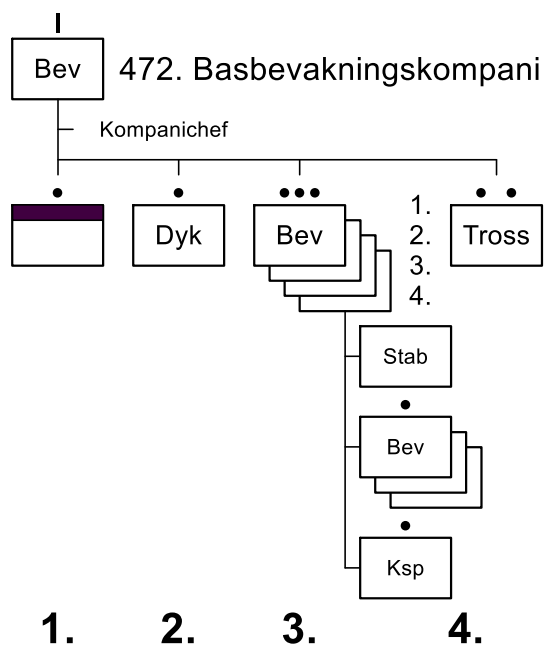 Bev
472. Basbevakningskompani
Kompanichef
Dyk
Bev
1.
2.
3.
4.
Tross
Stab
Bev
Ksp
1. 2. 3. 4.